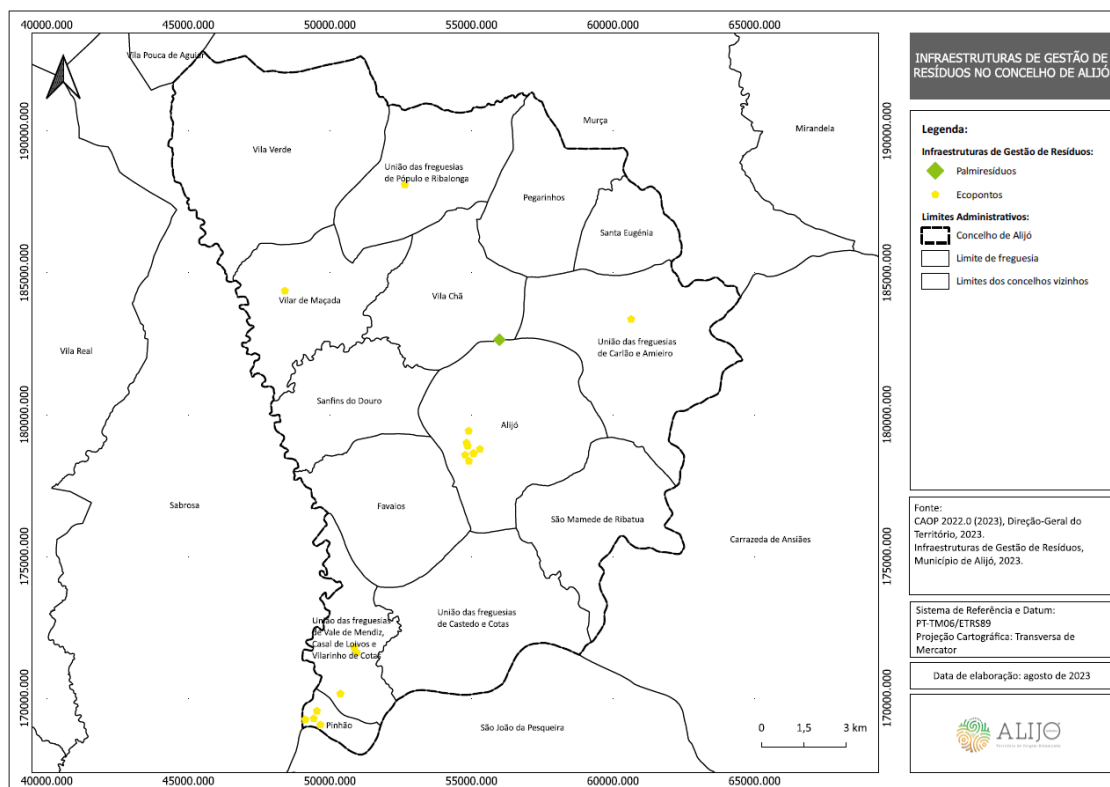 40000.000 45000.000 50000.000 55000.000 60000.000 65000.000
Vila Pouca de Aguiar
190000.000
Murça
Mirandela
190000.000
Vila Verde
União das freguesias
de Pópulo e Ribalonga
Pegarinhos
Santa Eugénia
185000.000
Vilar de Maçada
Vila Chã
185000.000
Vila Real
União das freguesias
de Carlão e Amieiro
Sanfins do Douro
Alijó
180000.000
180000.000
Sabrosa
Favaios
São Mamede de Ribatua
Carrazeda de Ansiães
175000.000
175000.000
União das freguesias
de Castedo e Cotas
União das freguesias
de Vale de Mendiz,
Casal de Loivos e
Vilarinho de Cotas
170000.000
170000.000
Pinhão
São João da Pesqueira
0 1,5 3 km
40000.000 45000.000 50000.000 55000.000 60000.000 65000.000
INFRAESTRUTURAS DE GESTÃO DE
RESÍDUOS NO CONCELHO DE ALIJÓ
Legenda:
Infraestruturas de Gestão de Resíduos:
Palmiresíduos
Ecopontos
Limites Administrativos:
Concelho de Alijó
Limite de freguesia
Limites dos concelhos vizinhos
Fonte:
CAOP 2022.0 (2023), Direção-Geral do
Território, 2023.
Infraestruturas de Gestão de Resíduos,
Município de Alijó, 2023.
Sistema de Referência e Datum:
PT-TM06/ETRS89
Projeção Cartográfica: Transversa de
Mercator
Data de elaboração: agosto de 2023
ALIJÓ